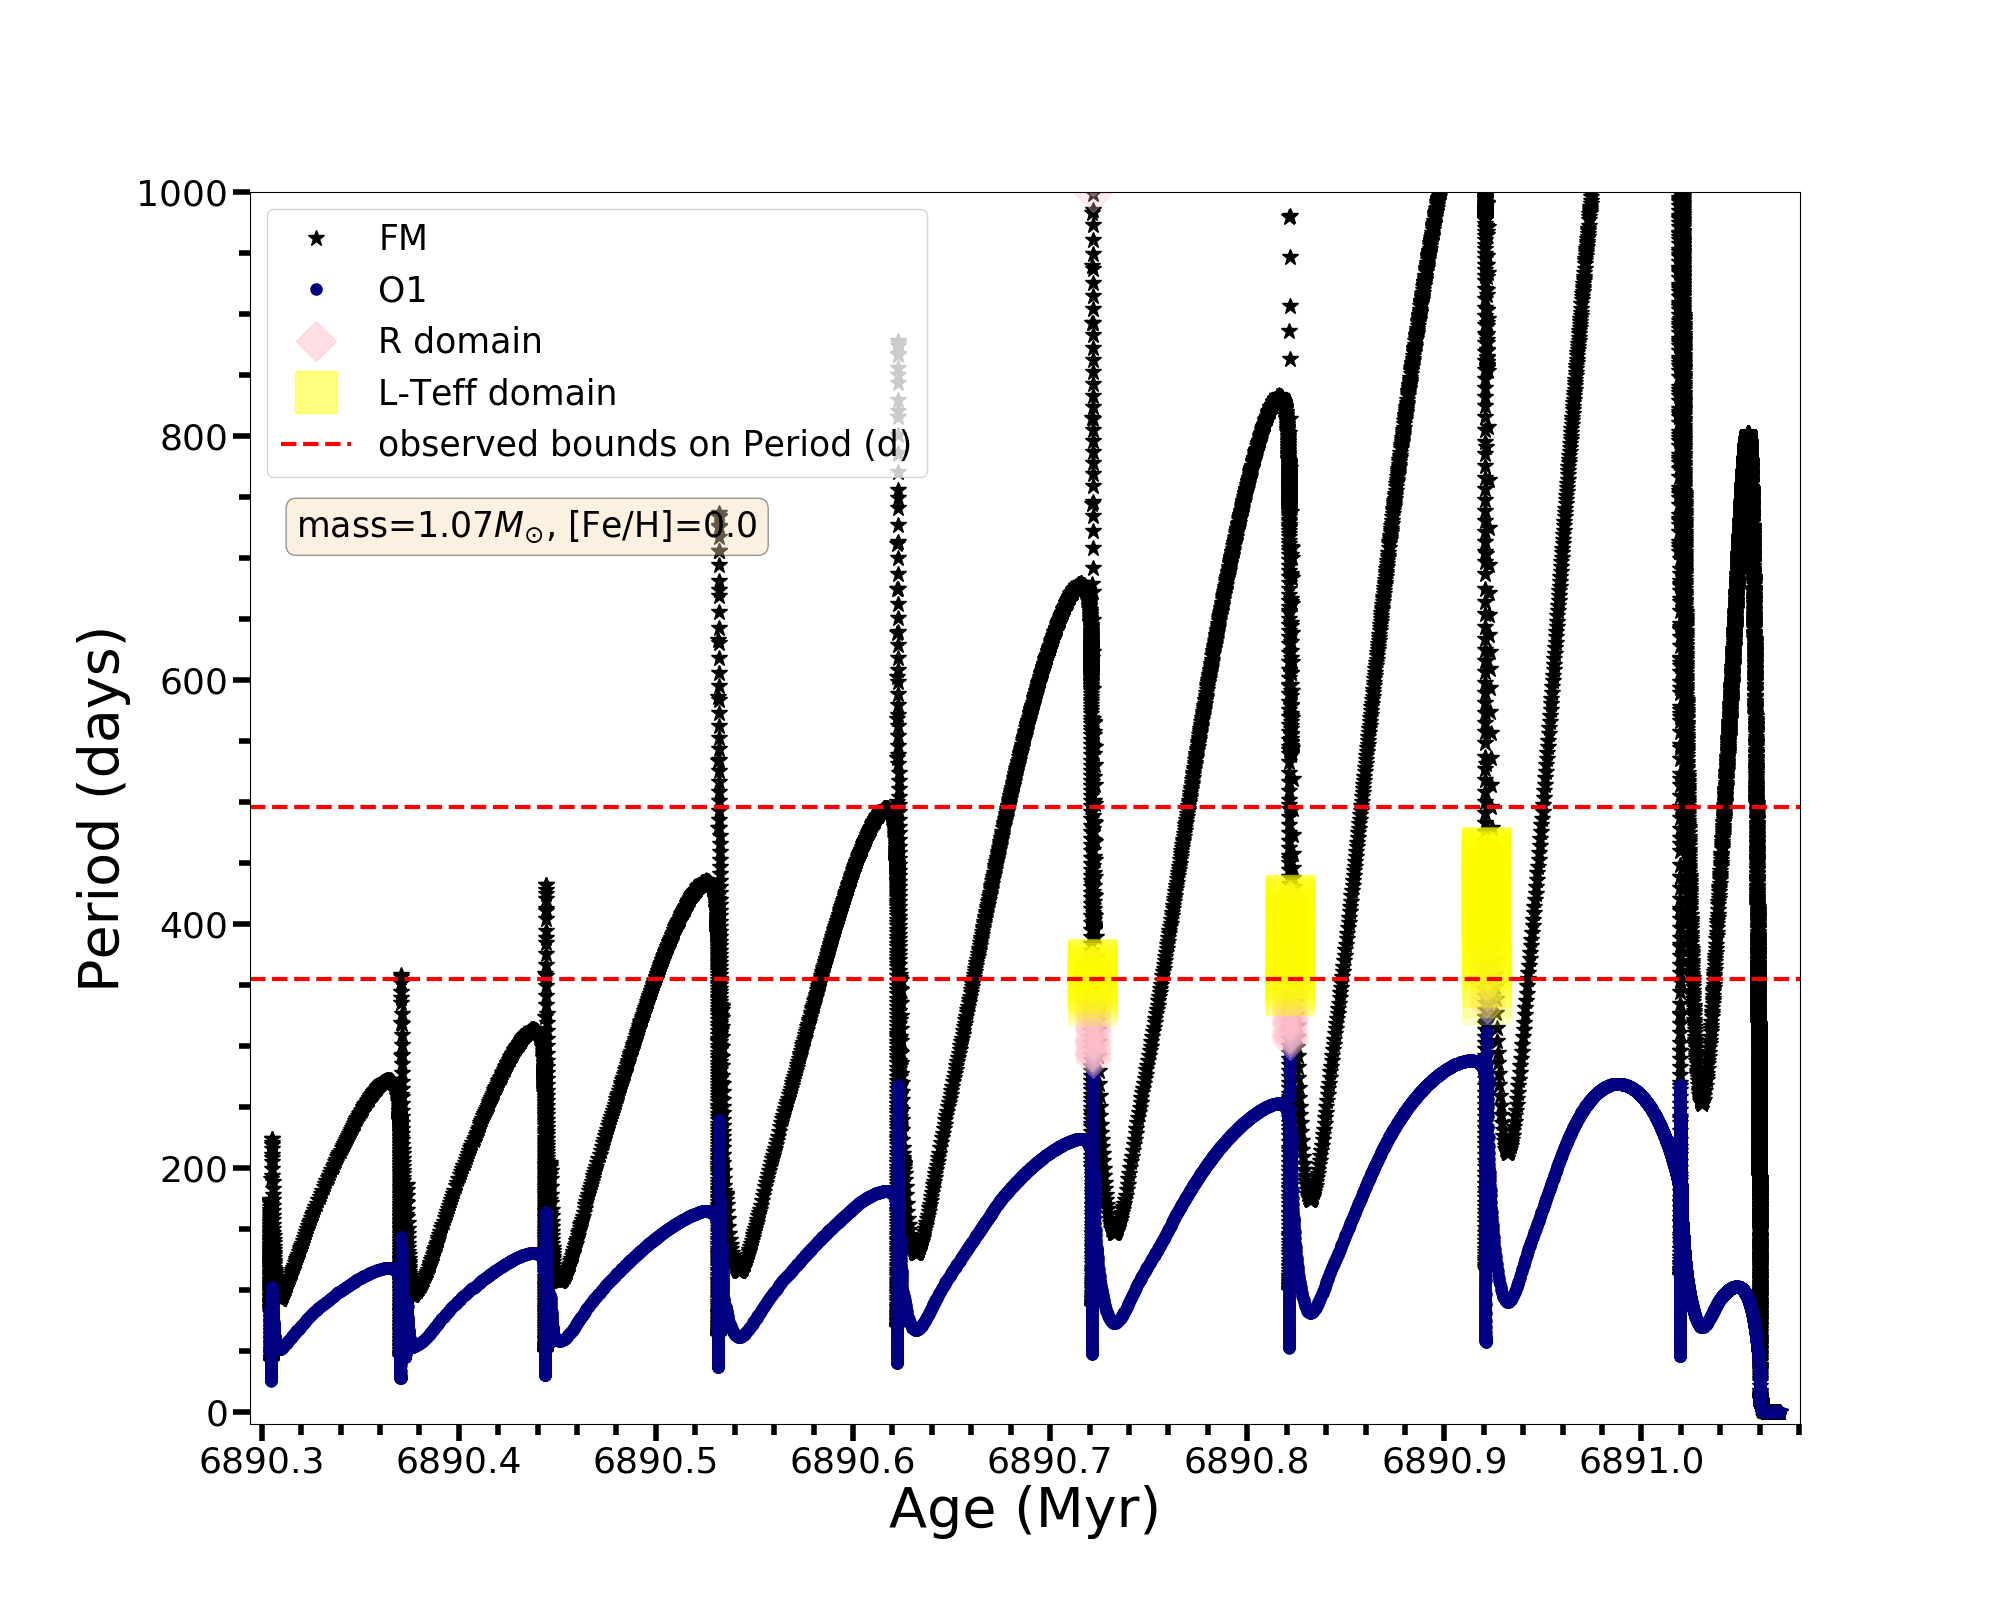 1000
800
600
400
200
0
Period (days)
FM
O1
R domain
L-Teff domain
observed bounds on Period (d)
mass=1.07M⊙, [Fe/H]=0.0
6890.3 6890.4 6890.5 6890.6 6890.7 6890.8 6890.9 6891.0
Age (Myr)